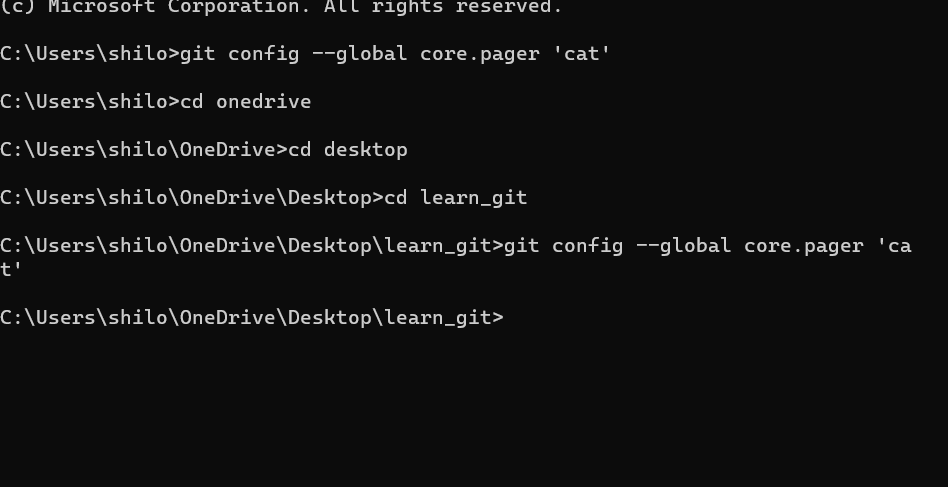 (c) Microsoft Corporation. All rights reserved.
C:\Users\shilo>git config --global core.pager 'cat'
C:\Users\shilo>cd onedrive
C:\Users\shilo\OneDrive>cd desktop
C:\Users\shilo\OneDrive\Desktop>cd learn_git
C:\Users\shilo\OneDrive\Desktop\learn_git>git config --global core.pager 'ca
t'
C:\Users\shilo\OneDrive\Desktop\learn_git>